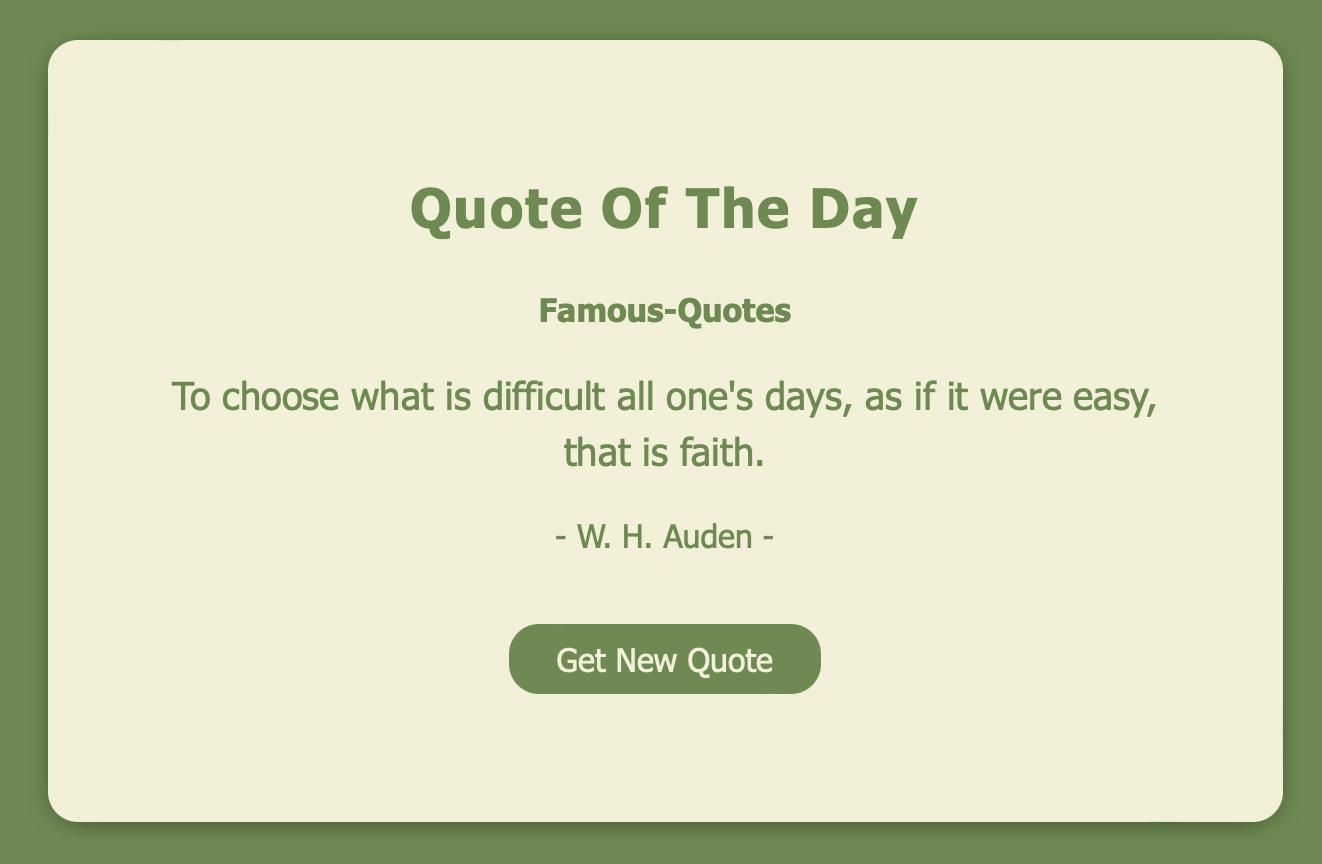 Quote Of The Day
Famous-Quotes
To choose what is difficult all one's days, as if it were easy,
that is faith.
- W. H. Auden -
Get New Quote